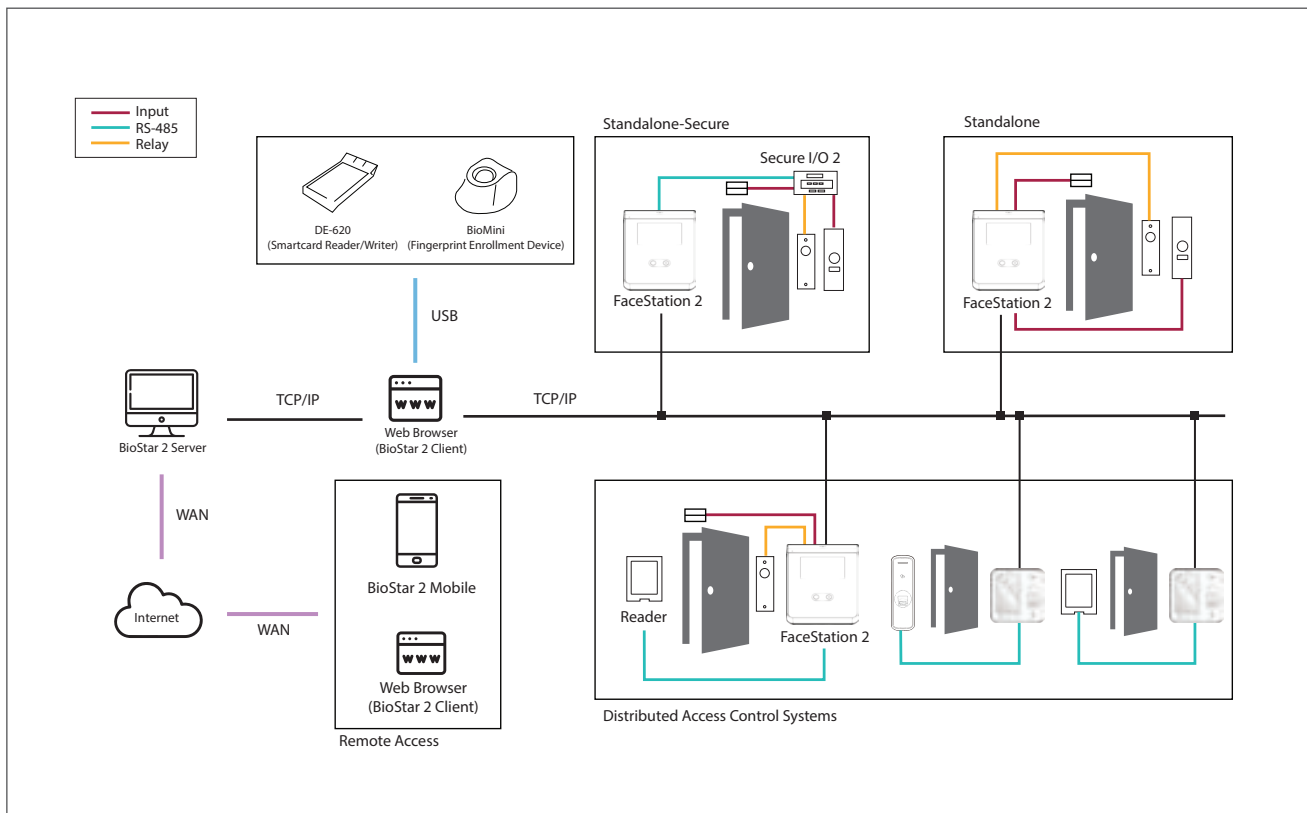 Input
RS-485
Relay
DE-620
(Smartcard Reader/Writer)
BioMini
(Fingerprint Enrollment Device)
Standalone-Secure
Secure I/O 2
FaceStation 2
Standalone
FaceStation 2
USB
TCP/IP
TCP/IP
BioStar 2 Server
WWW
Web Browser
(BioStar 2 Client)
WAN
Internet
WAN
BioStar 2 Mobile
WWW
Web Browser
(BioStar 2 Client)
Remote Access
Reader
FaceStation 2
Distributed Access Control Systems